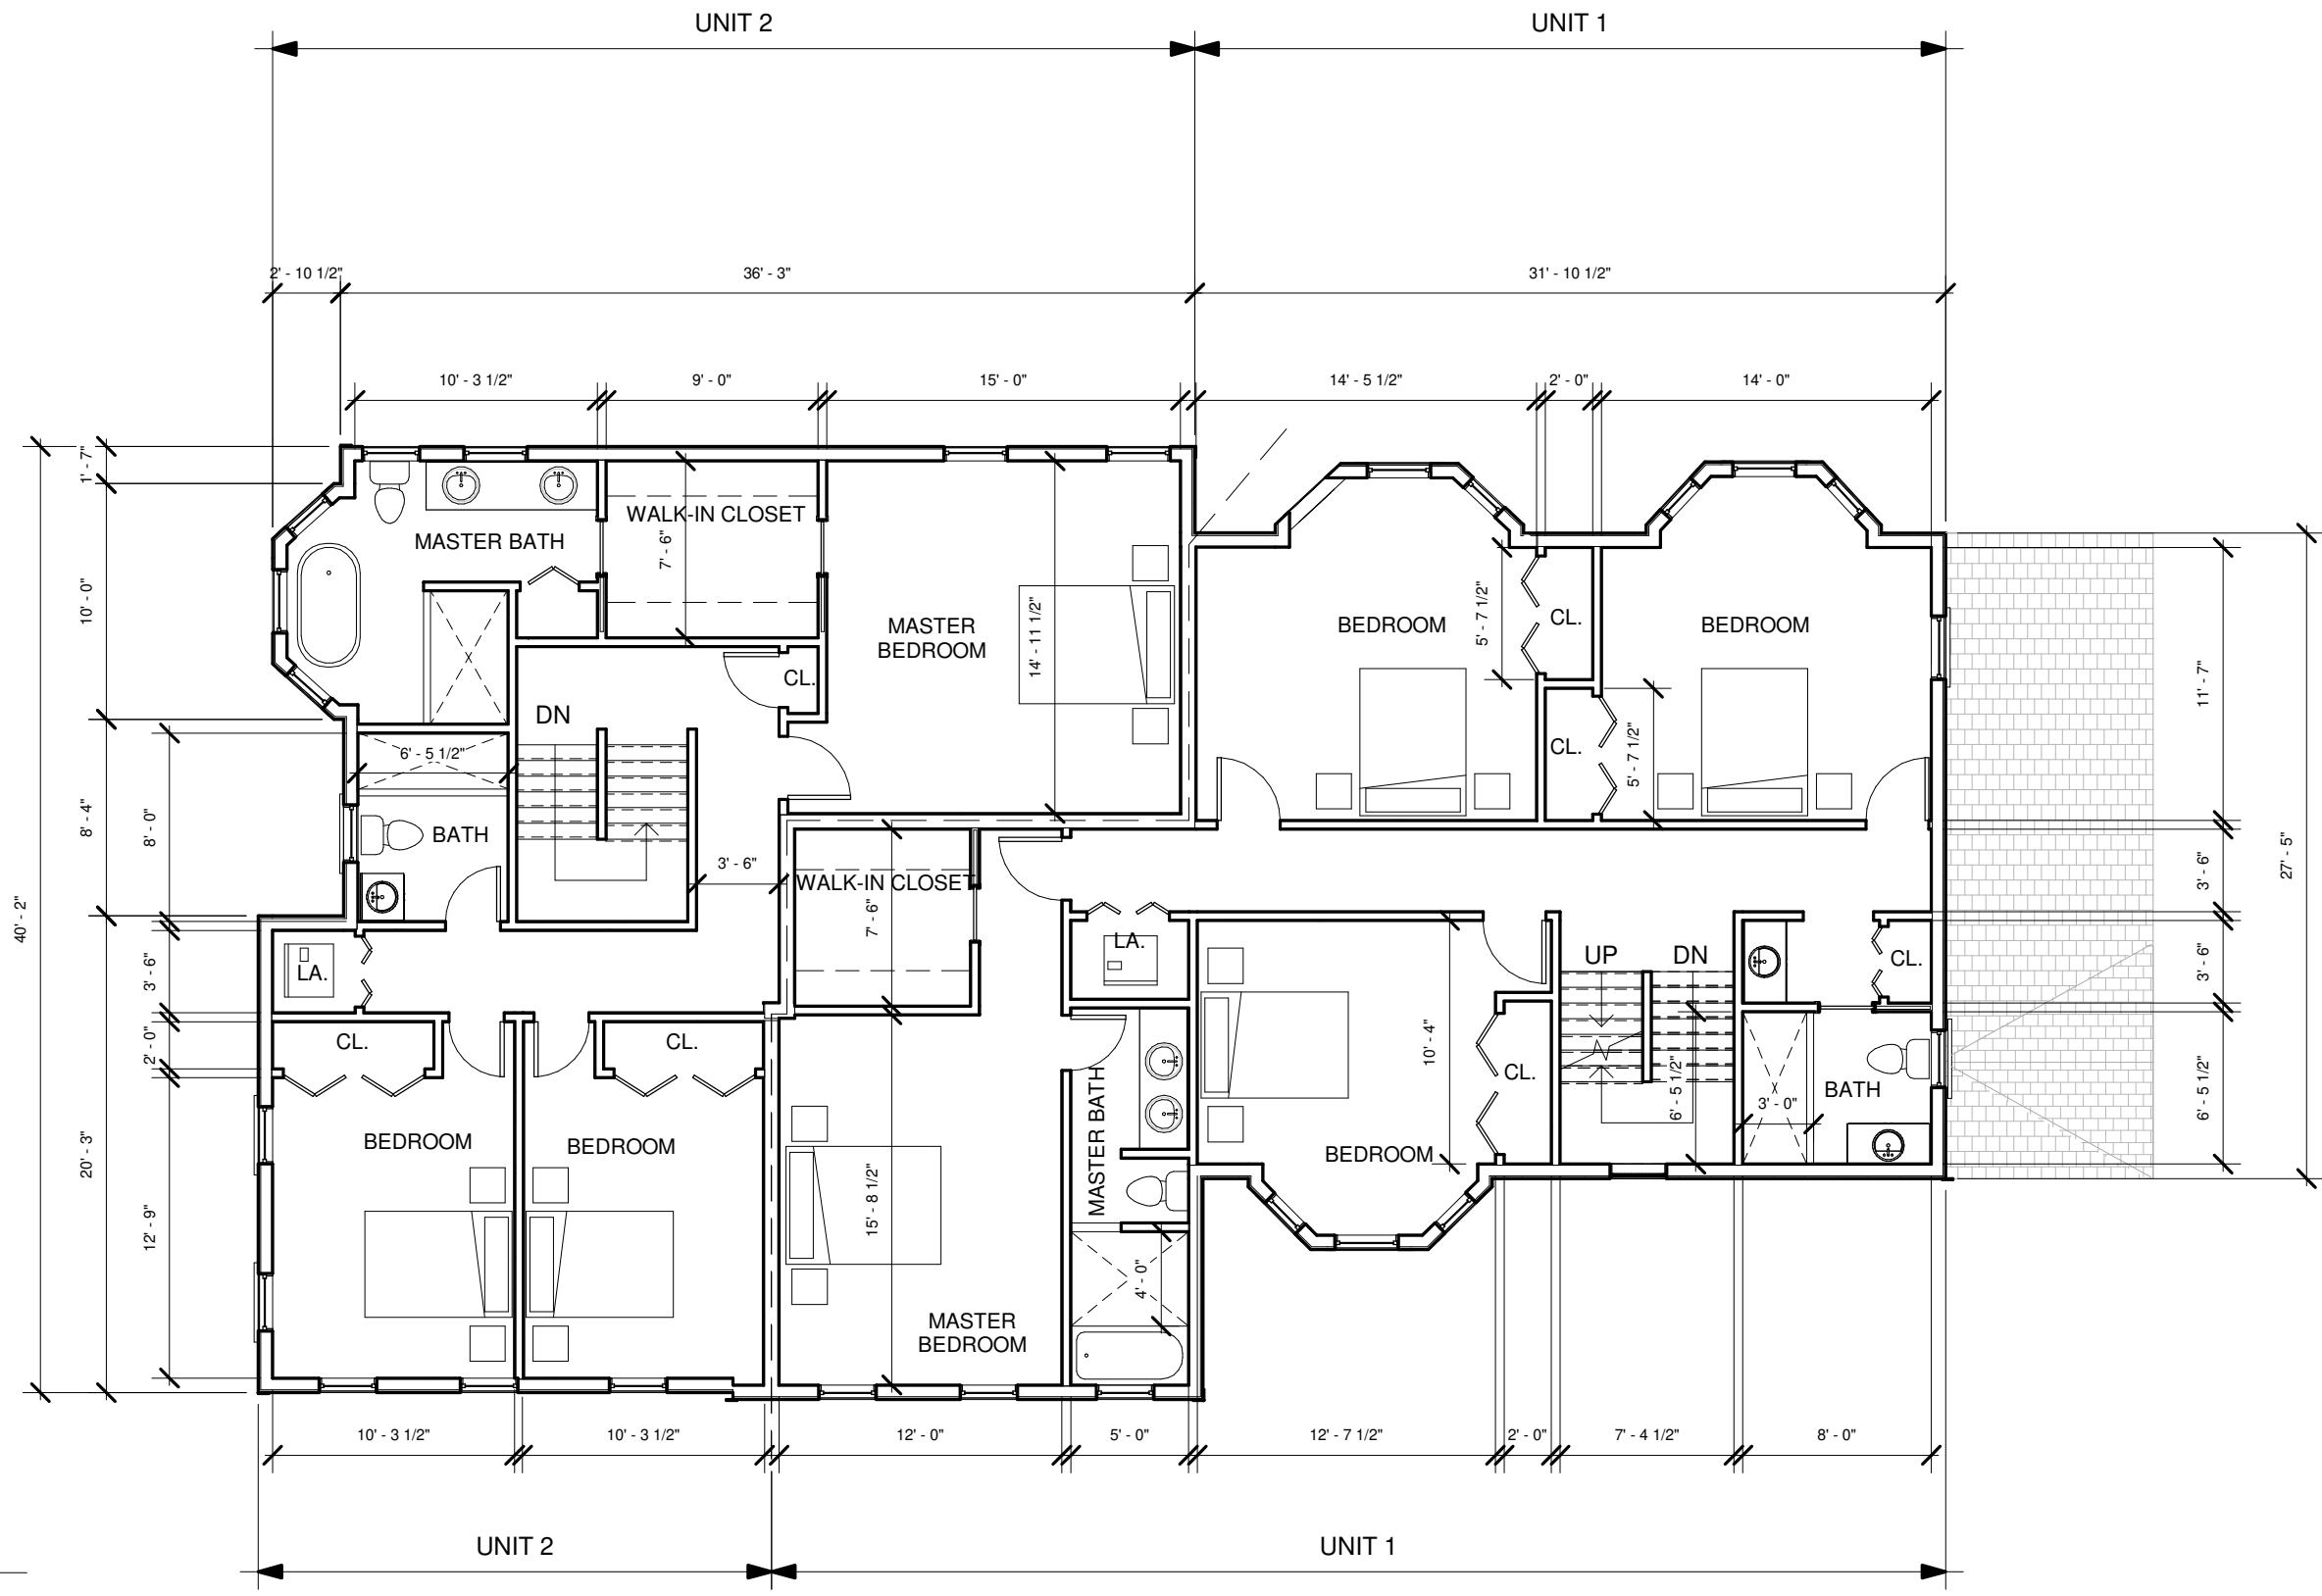 UNIT 2
UNIT 1
2' - 10 1/2"
36' - 3"
31' - 10 1/2"
10' - 3 1/2"
9' - 0"
15' - 0"
14' - 5 1/2"
2' - 0"
14' - 0"
1' - 7"
10' - 0"
8' - 4"
8' - 0"
40' - 2"
3' - 6"
2' - 0"
20' - 3"
12' - 9"
MASTER BATH
WALK-IN CLOSET
7' - 6"
MASTER
BEDROOM
14' - 11 1/2"
CL.
DN
6' - 5 1/2"
BATH
3' - 6"
LA.
CL.
CL.
BEDROOM
BEDROOM
BEDROOM
5' - 7 1/2"
CL.
BEDROOM
CL.
5' - 7 1/2"
WALK-IN CLOSET
7' - 6"
LA.
MASTER BATH
15' - 8 1/2"
4' - 0"
MASTER
BEDROOM
10' - 4"
CL.
BEDROOM
UP
DN
6' - 5 1/2"
CL.
BATH
3' - 0"
11' - 7"
3' - 6"
27' - 5"
3' - 6"
6' - 5 1/2"
10' - 3 1/2"
10' - 3 1/2"
12' - 0"
5' - 0"
12' - 7 1/2"
2' - 0"
7' - 4 1/2"
8' - 0"
UNIT 2
UNIT 1